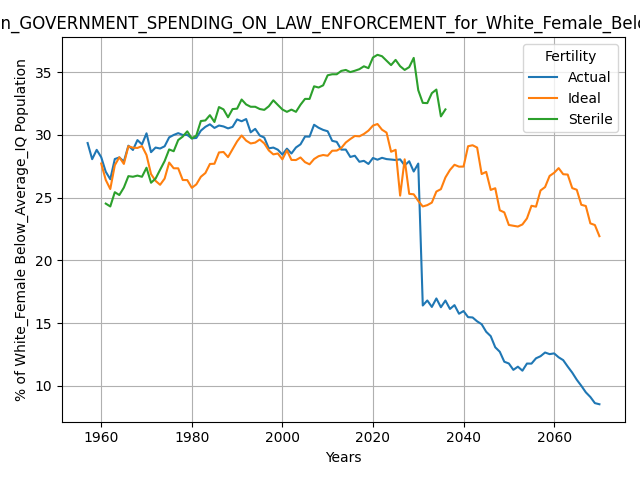 n_GOVERNMENT_SPENDING_ON_LAW_ENFORCEMENT_for_White_Female_Belo
% of White_Female Below_Average_IQ Population
35
30
25
20
15
10
Fertility
Actual
Ideal
Sterile
1960
1980
2000
2020
2040
2060
Years